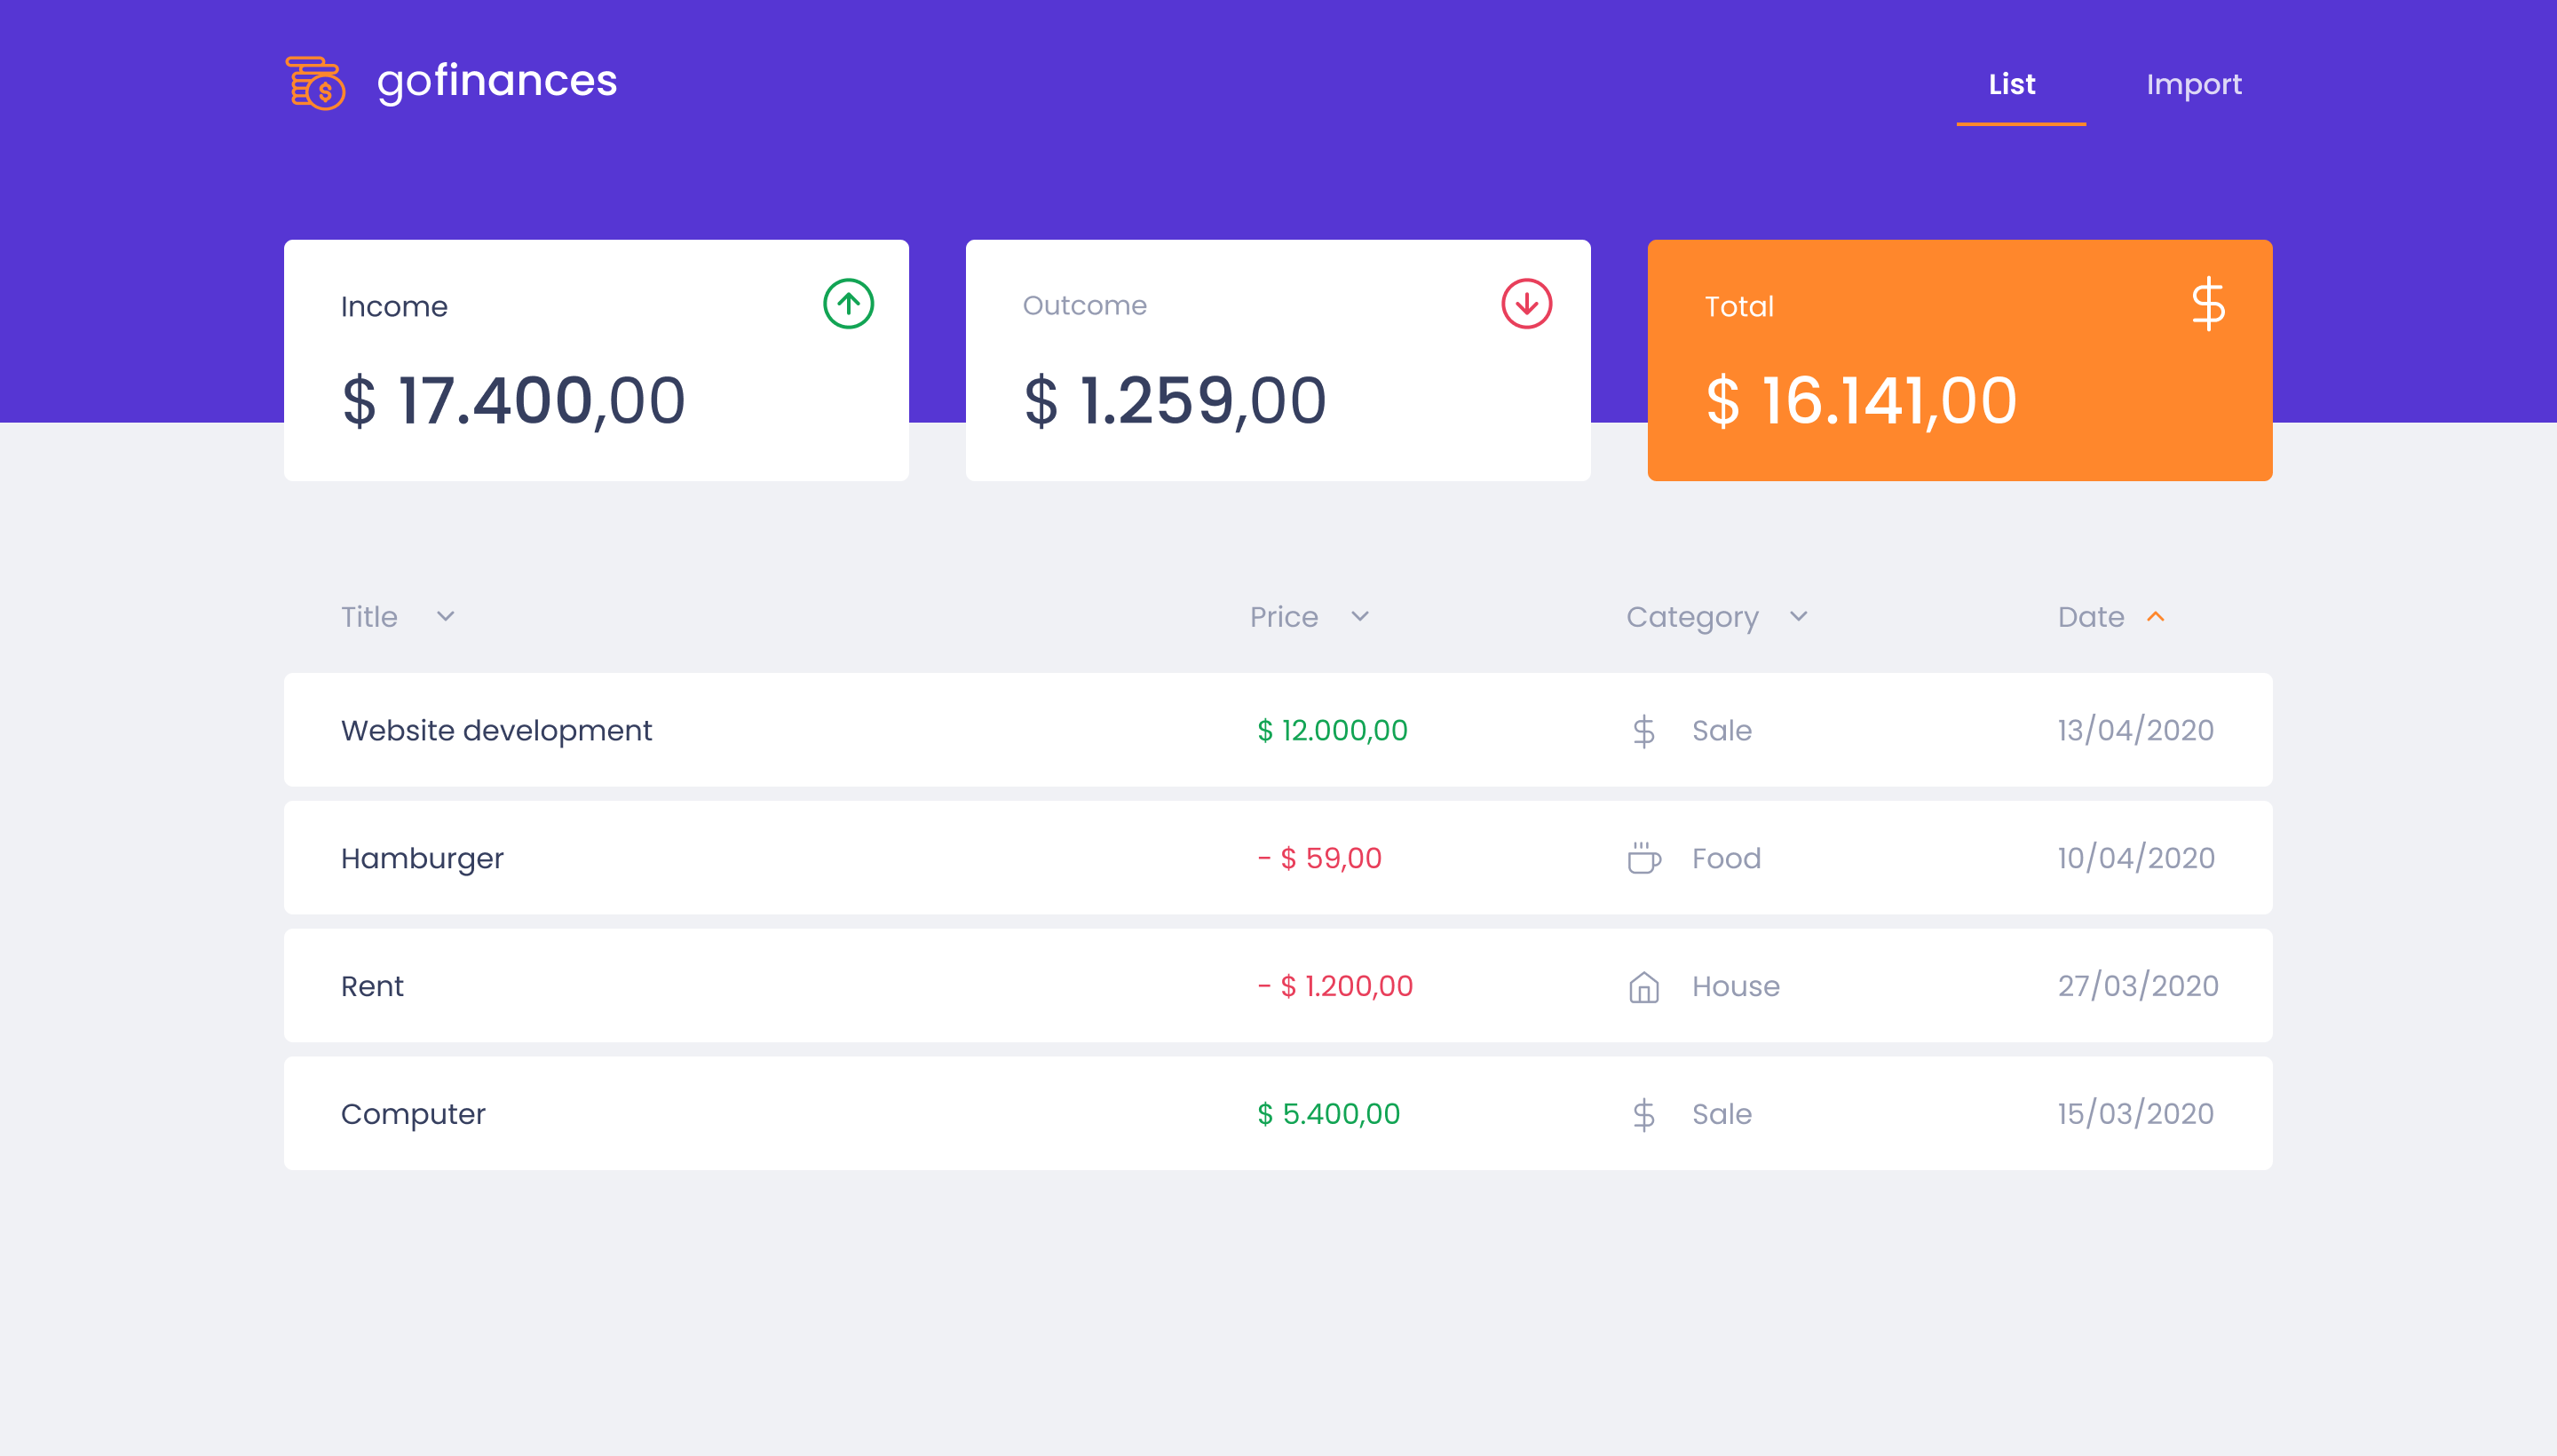 gofinances
List Import
Income
$ 17.400,00
Outcome
$ 1.259,00
Total
$ 16.141,00
Title Price Category Date
Website development $ 12.000,00 Sale 13/04/2020
Hamburger - $ 59,00 Food 10/04/2020
Rent - $ 1.200,00 House 27/03/2020
Computer $ 5.400,00 Sale 15/03/2020